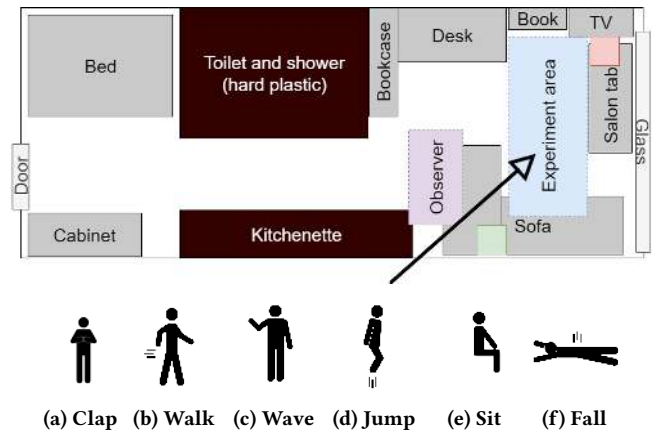 Bed
Toilet and shower
(hard plastic)
Bookcase
Desk
Book
TV
Experiment area
Salon tab
Glass
Door
Observer
Cabinet
Kitchenette
Sofa
(a) Clap (b) Walk (c) Wave (d) Jump (e) Sit (f) Fall